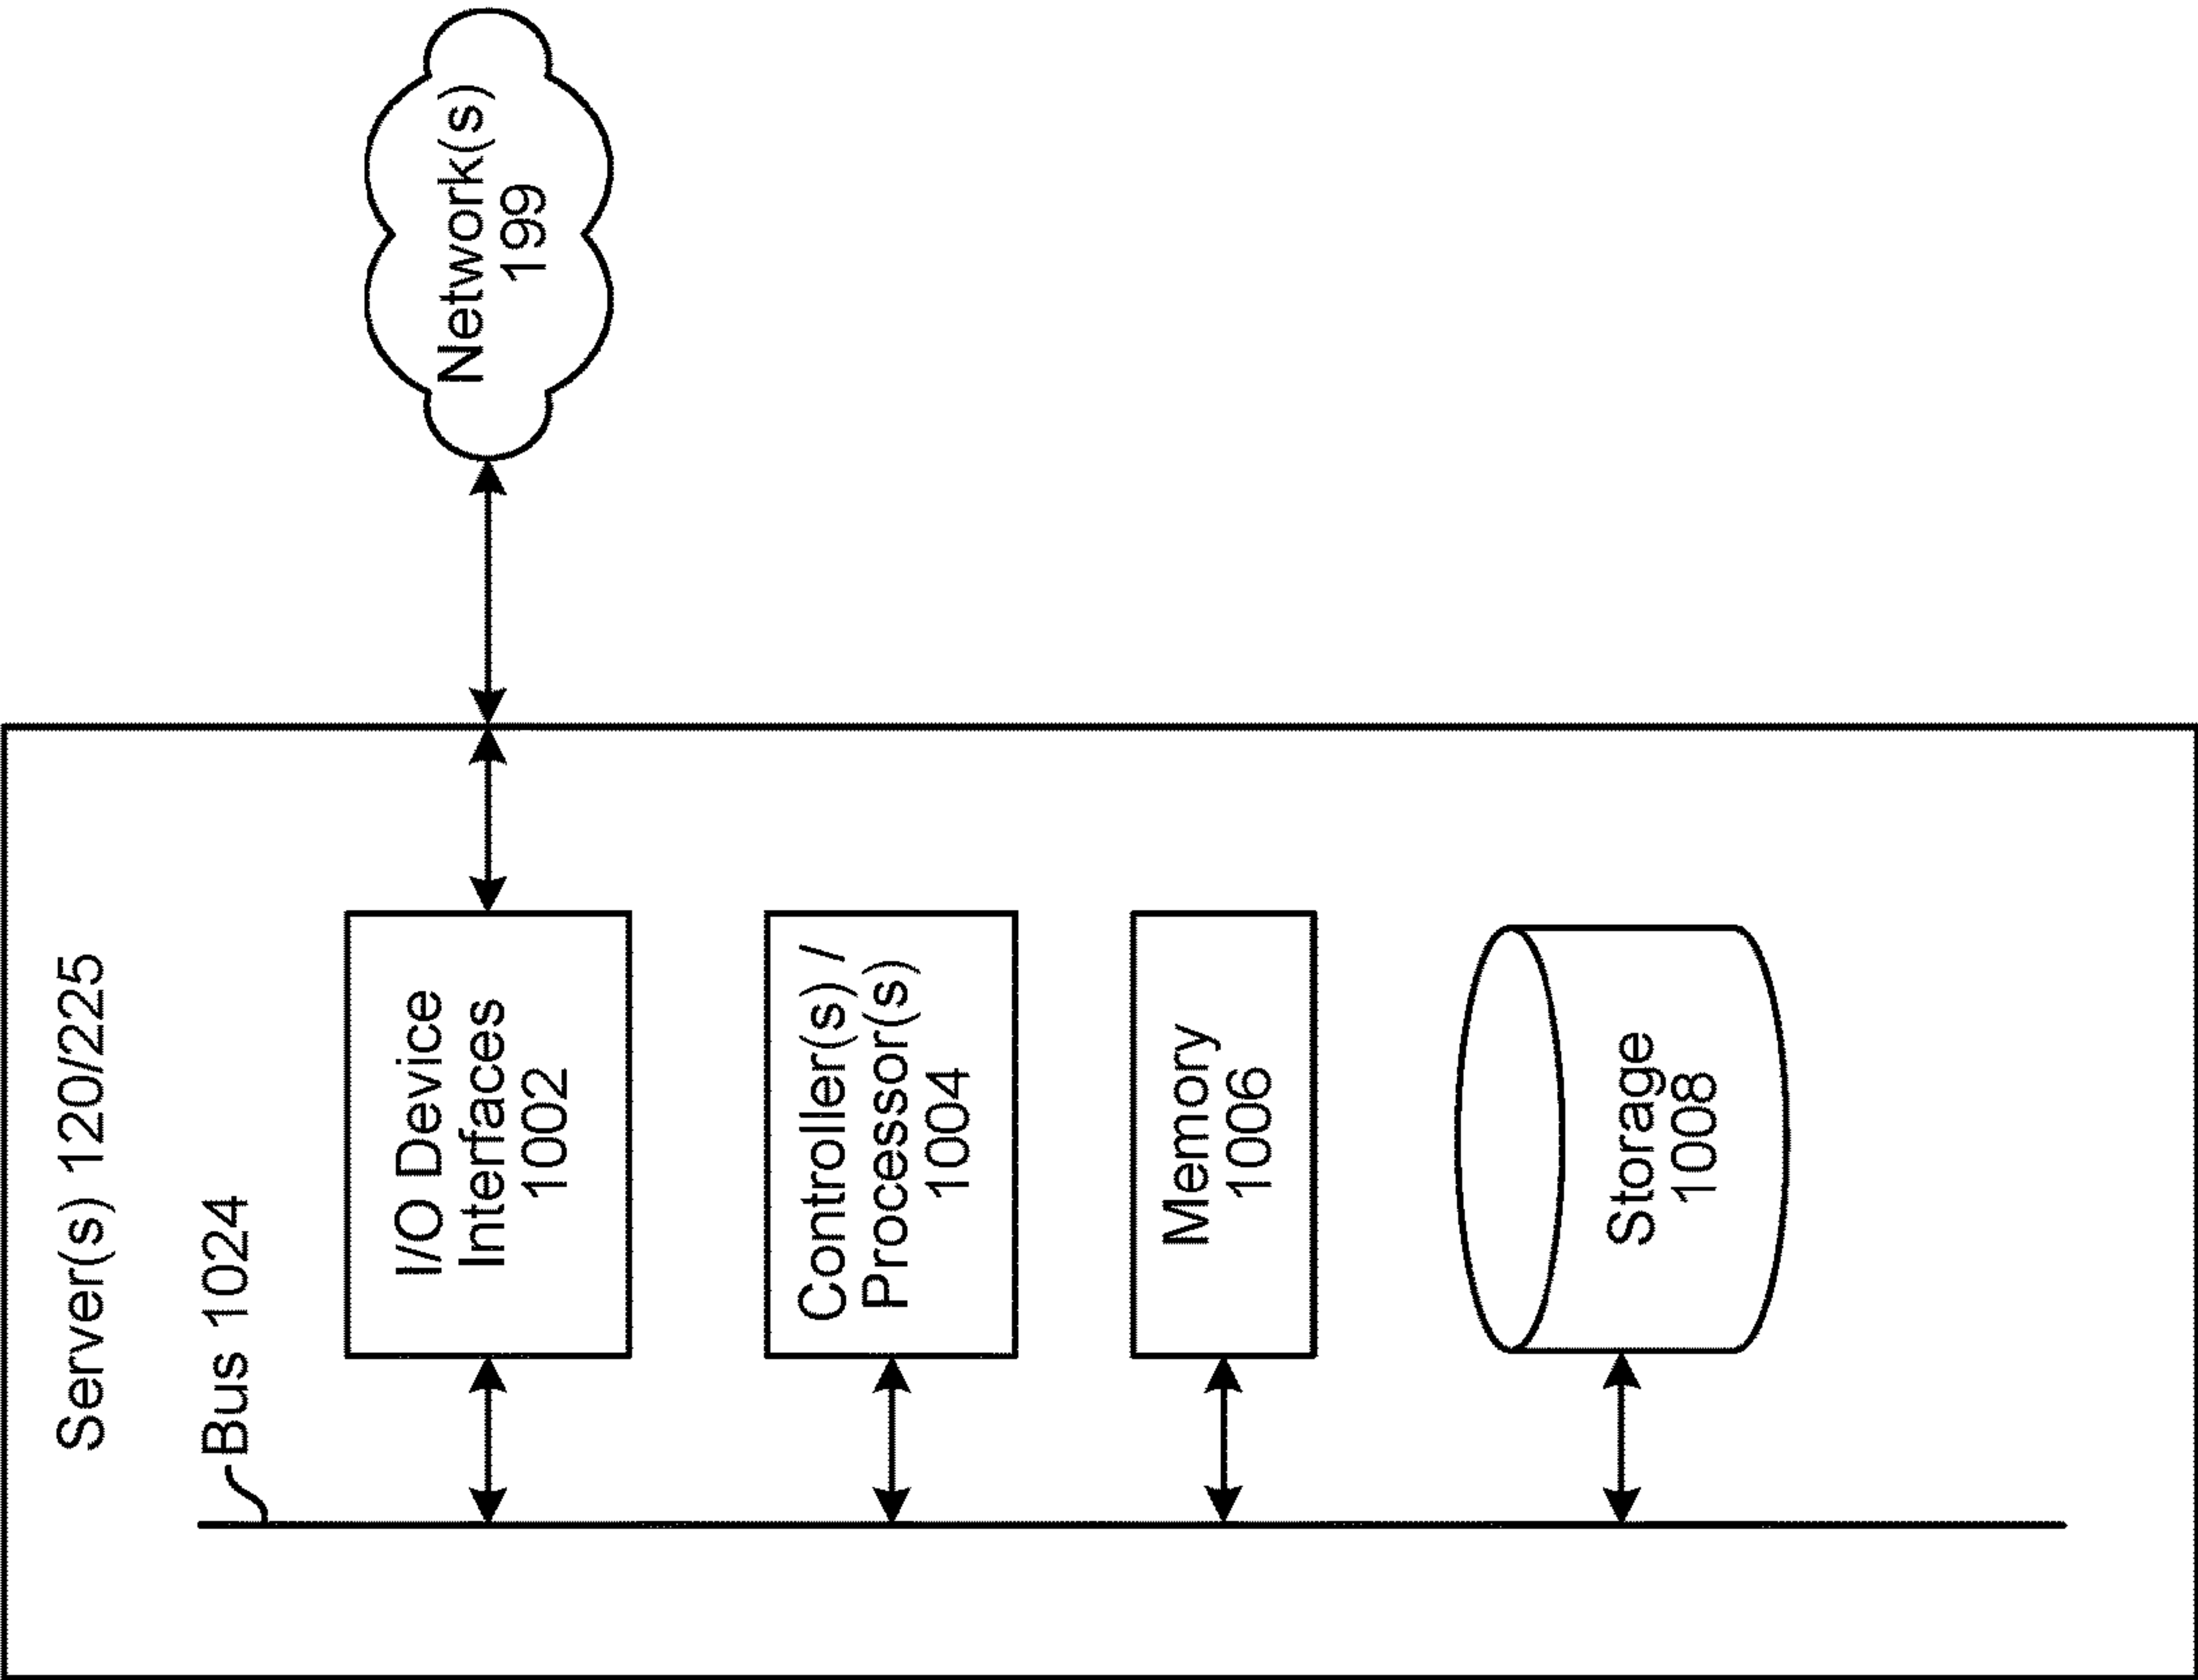 Server(s) 120/225
Bus 1024
I/O Device
Interfaces
1002
Network(s)
199
Controller(s) /
Processor(s)
1004
Memory
1006
Storage
1008